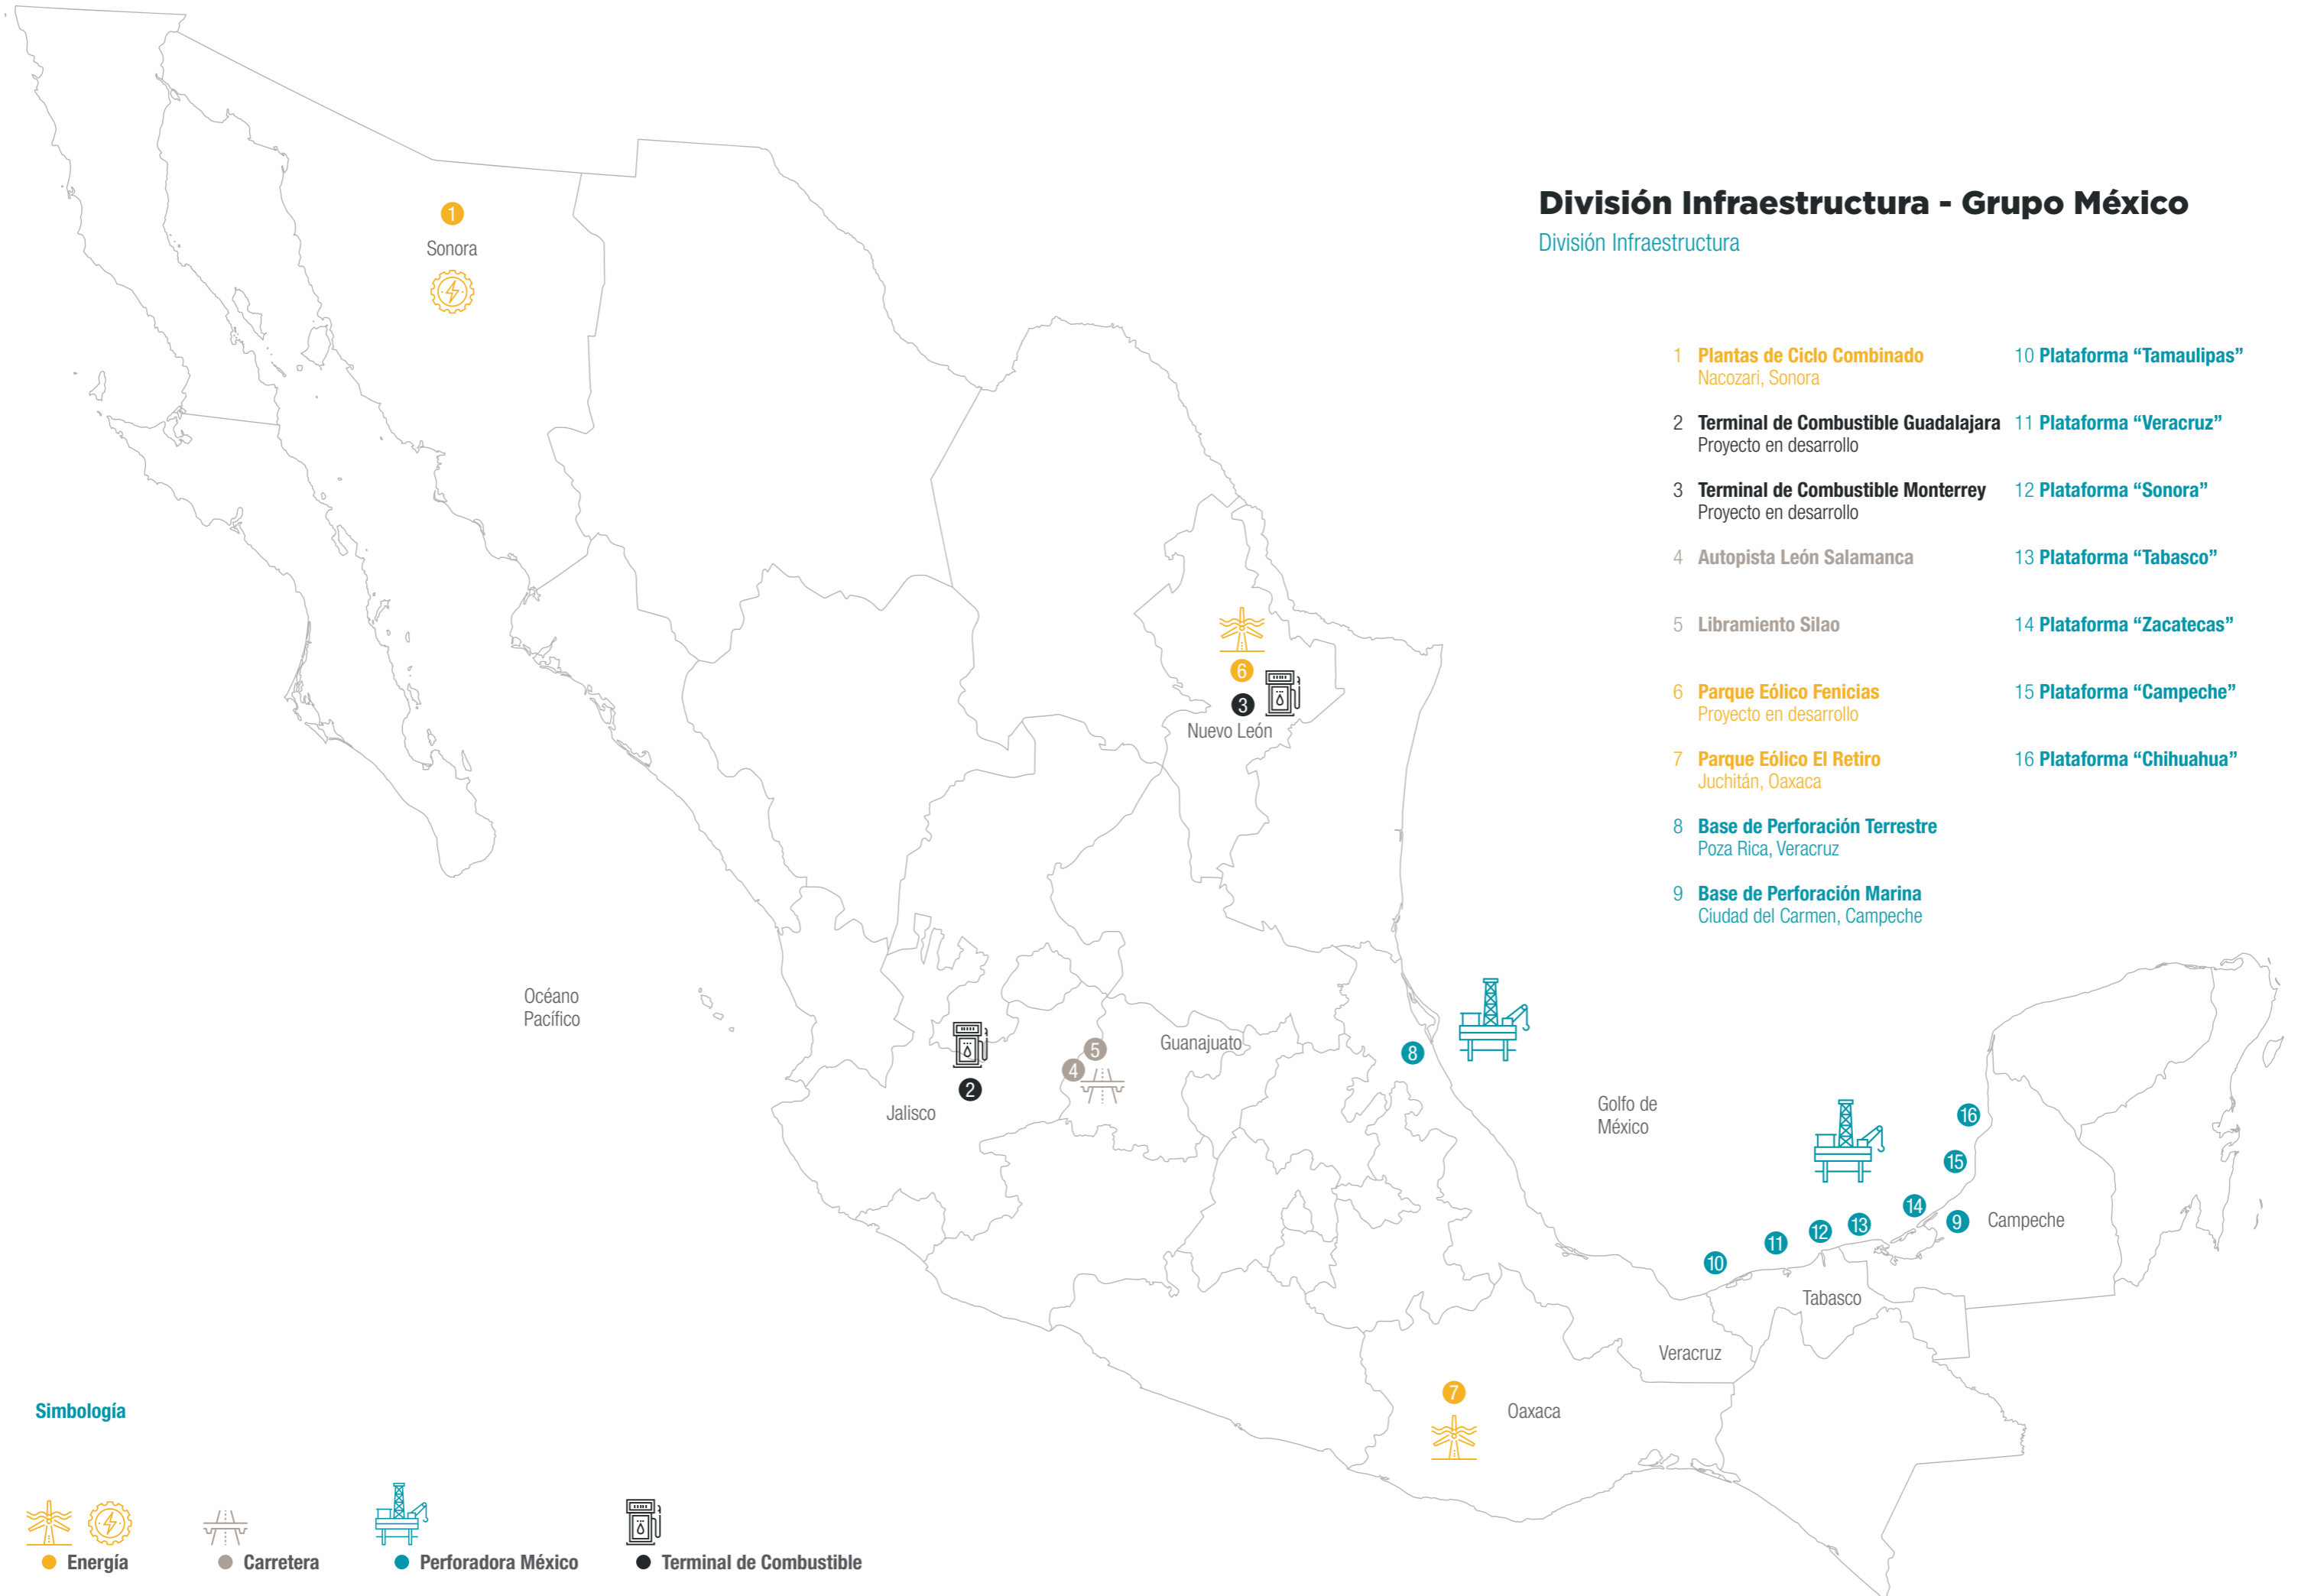 División Infraestructura - Grupo México
División Infraestructura
1 Plantas de Ciclo Combinado
Nacozari, Sonora
2 Terminal de Combustible Guadalajara
Proyecto en desarrollo
3 Terminal de Combustible Monterrey
Proyecto en desarrollo
4 Autopista León Salamanca
5 Libramiento Silao
6 Parque Eólico Fenicias
Proyecto en desarrollo
7 Parque Eólico El Retiro
Juchitán, Oaxaca
8 Base de Perforación Terrestre
Poza Rica, Veracruz
9 Base de Perforación Marina
Ciudad del Carmen, Campeche
10 Plataforma “Tamaulipas”
11 Plataforma “Veracruz”
12 Plataforma “Sonora”
13 Plataforma “Tabasco”
14 Plataforma “Zacatecas”
15 Plataforma “Campeche”
16 Plataforma “Chihuahua”
1
Sonora
6
3
Nuevo León
Océano
Pacífico
2
Jalisco
5
4
Guanajuato
8
Golfo de
México
16
15
14
9
Campeche
13
12
11
10
Tabasco
Veracruz
7
Oaxaca
Simbología
Energía
Carretera
Perforadora México
Terminal de Combustible